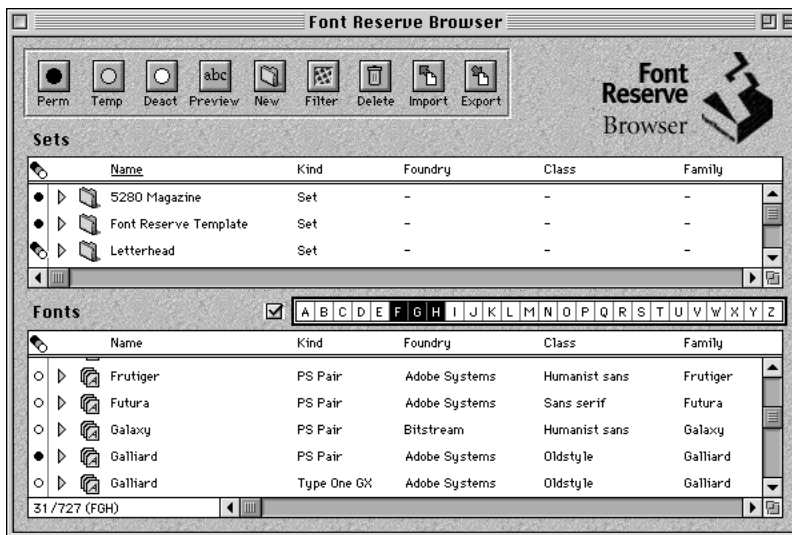 Font Reserve Browser
Perm Temp Deact Preview New Filter Delete Import Export
abc
Font
Reserve
Browser
Sets
Name Kind Foundry Class Family
5280 Magazine Set - - -
Font Reserve Template Set - - -
Letterhead Set - - -
Fonts A B C D E F G H I J K L M N O P Q R S T U V W X Y Z
Name Kind Foundry Class Family
Frutiger PS Pair Adobe Systems Humanist sans Frutiger
Futura PS Pair Adobe Systems Sans serif Futura
Galaxy PS Pair Bitstream Humanist sans Galaxy
Galliard PS Pair Adobe Systems Oldstyle Galliard
Galliard Type One GX Adobe Systems Oldstyle Galliard
31/727 (FGH)